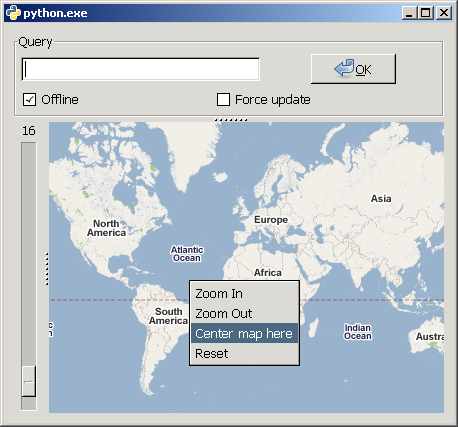 python.exe
Query
OK
Offline
Force update
16
Asia
North
America
Europe
Atlantic
Ocean
Africa
Zoom In
South
America
Zoom Out
Center map here
Indian
Ocean
Austra
Reset